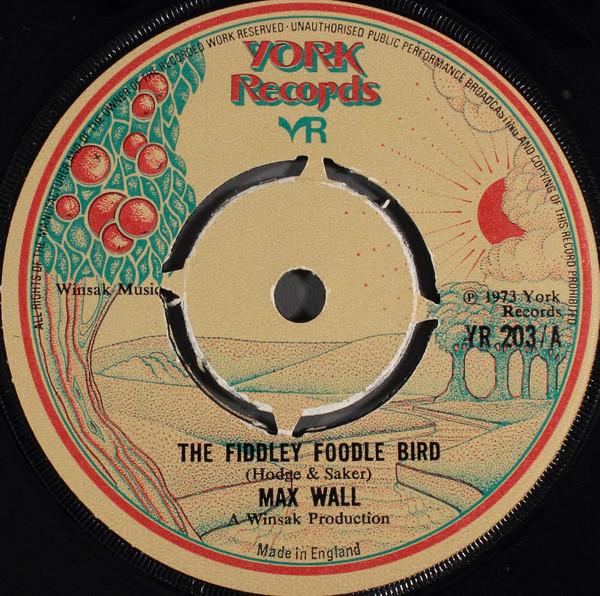 ALL RIGHTS OF THE MANUFACTURER AND OF THE OWNER OF THE RECORDED WORK RESERVED · UNAUTHORISED PUBLIC PERFORMANCE BROADCASTING AND COPYING OF THIS RECORD PROHIBITED
YORK
Records
YR
Winsak Music
℗ 1973 York
Records
YR 203/A
THE FIDDLEY FOODLE BIRD
(Hodge & Saker)
MAX WALL
A Winsak Production
Made in England